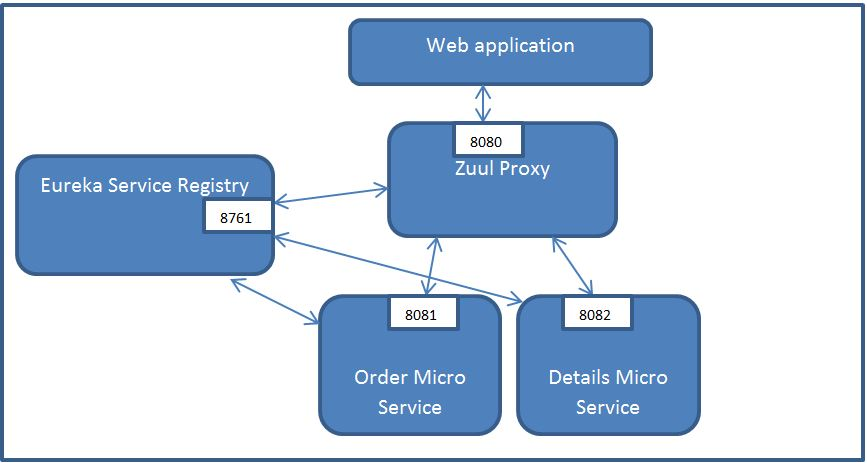 Web application
8080
Zuul Proxy
Eureka Service Registry
8761
8081
Order Micro
Service
8082
Details Micro
Service